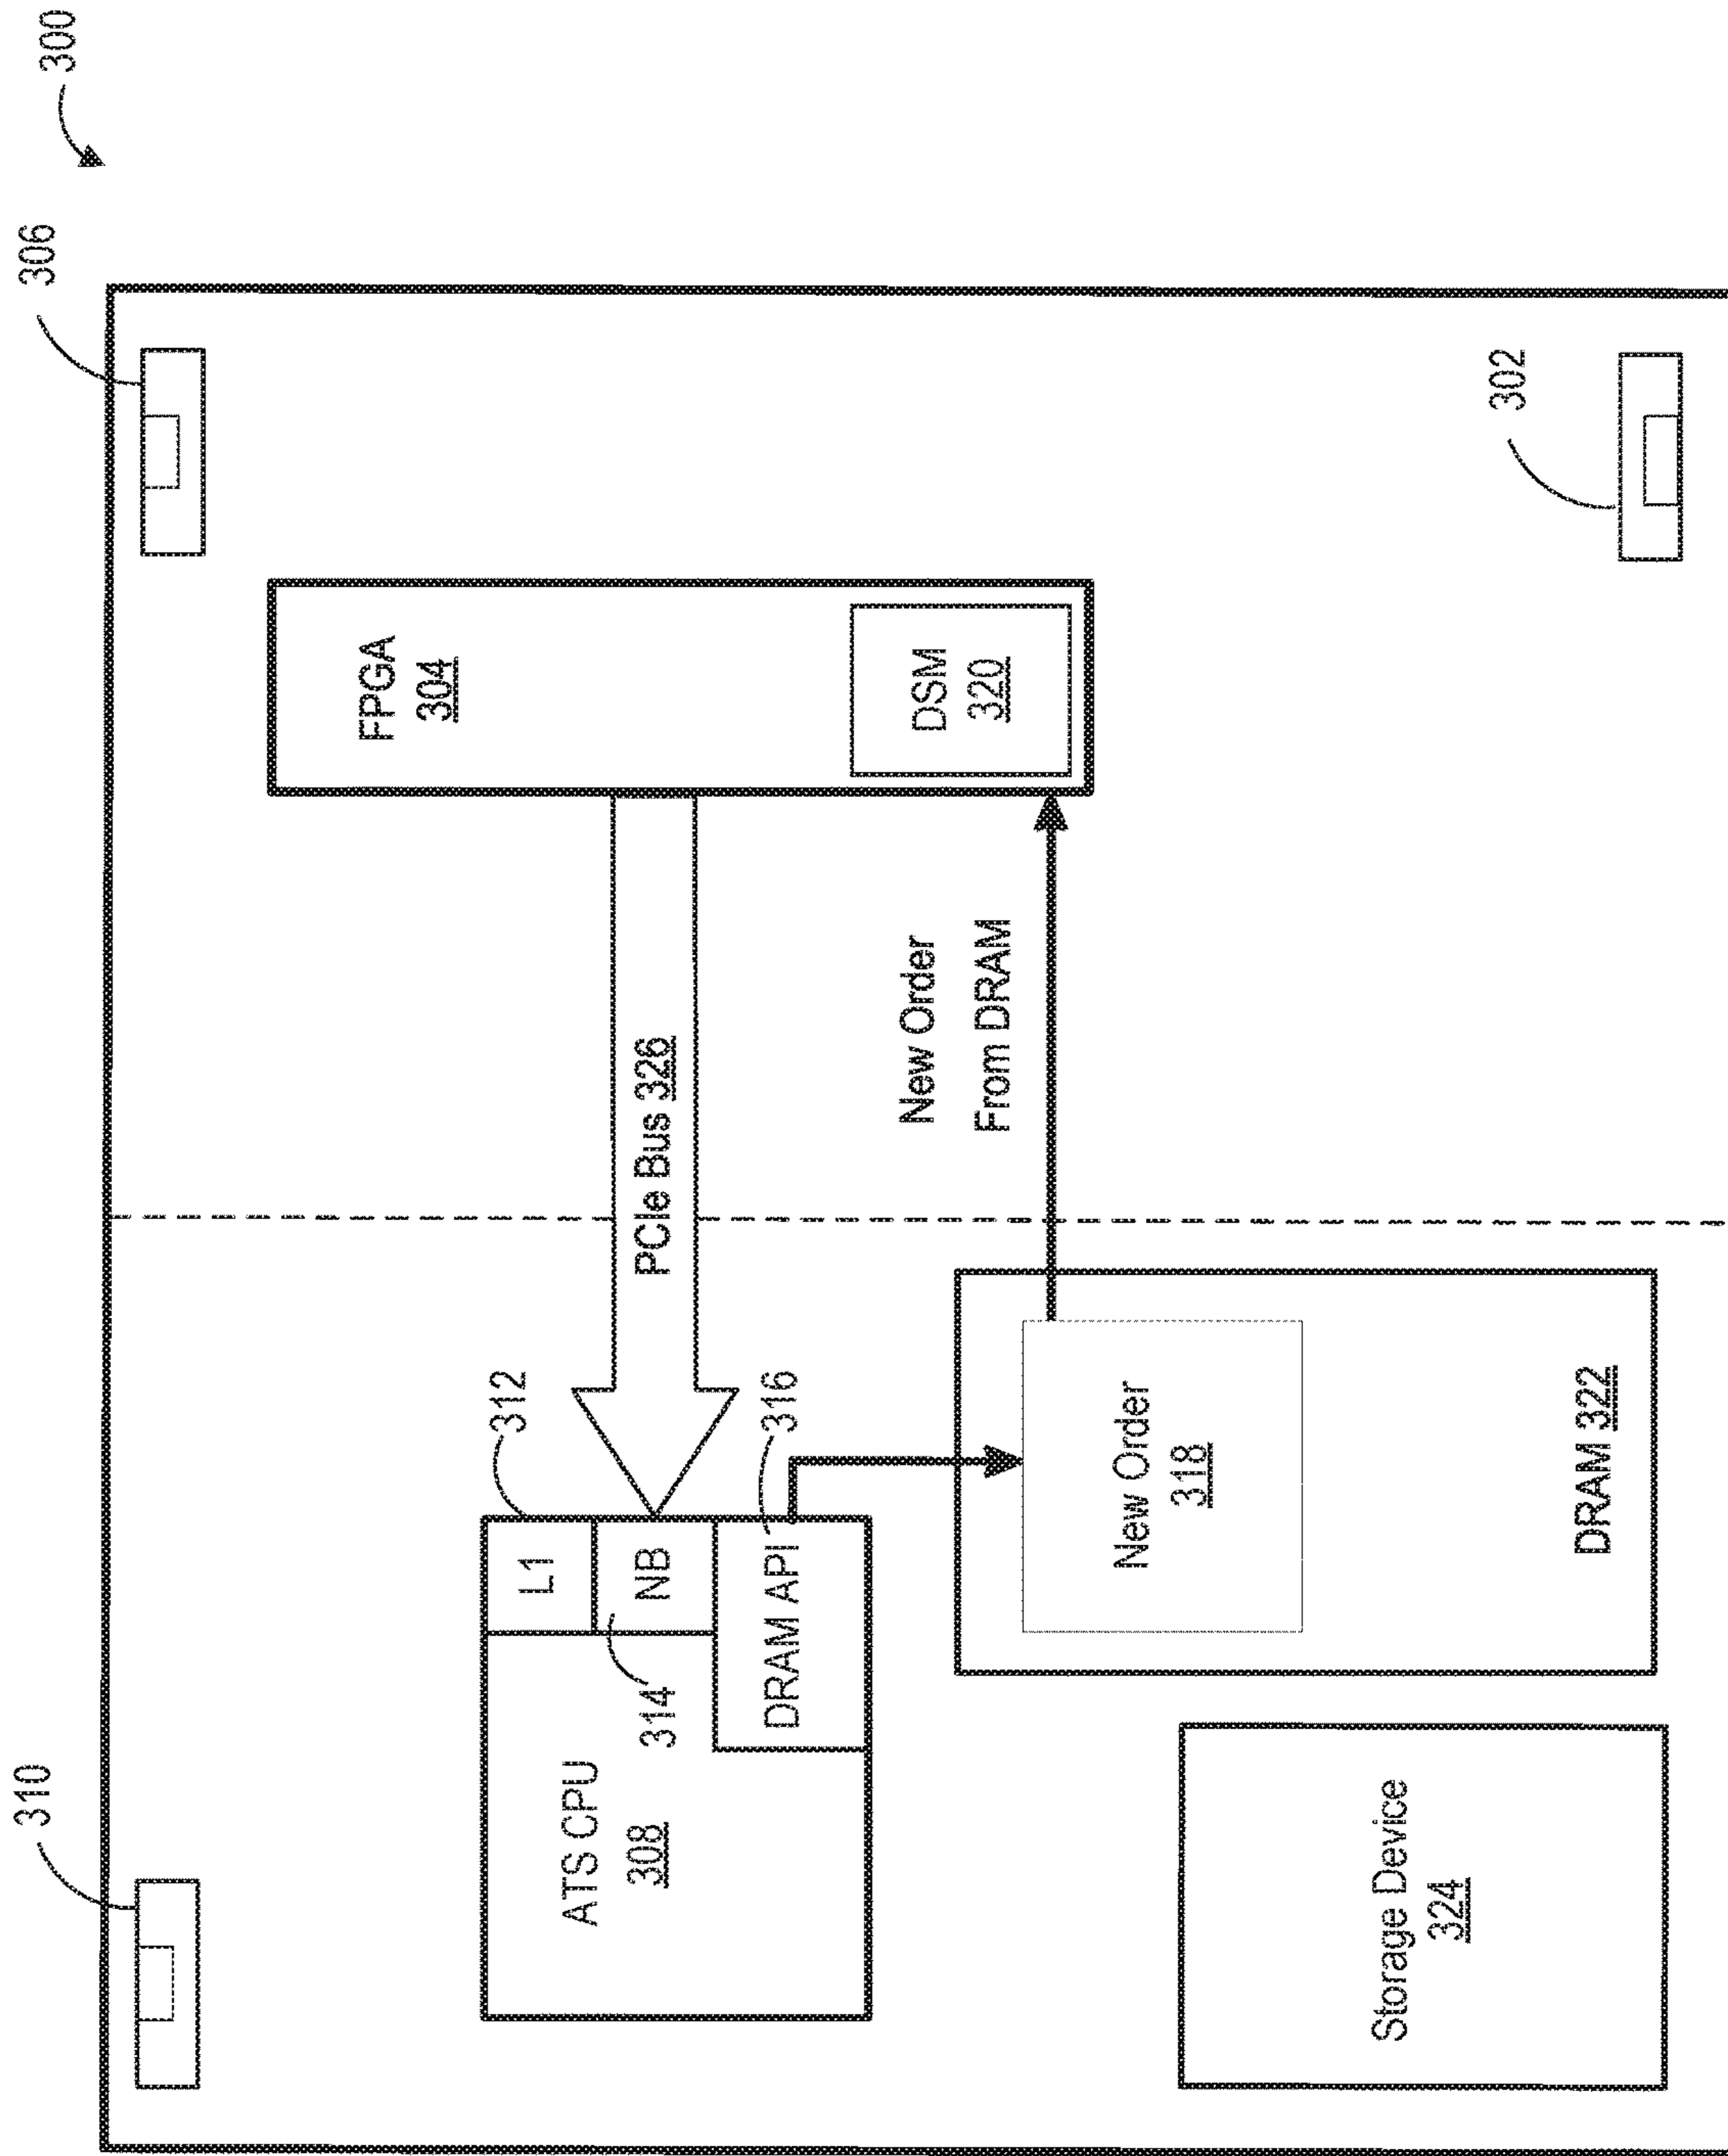 300
306
310
302
FPGA
304
DSM
320
PCIe Bus 326
New Order
From DRAM
312
L1
NB
314
316
DRAM API
ATS CPU
308
New Order
318
DRAM 322
Storage Device
324